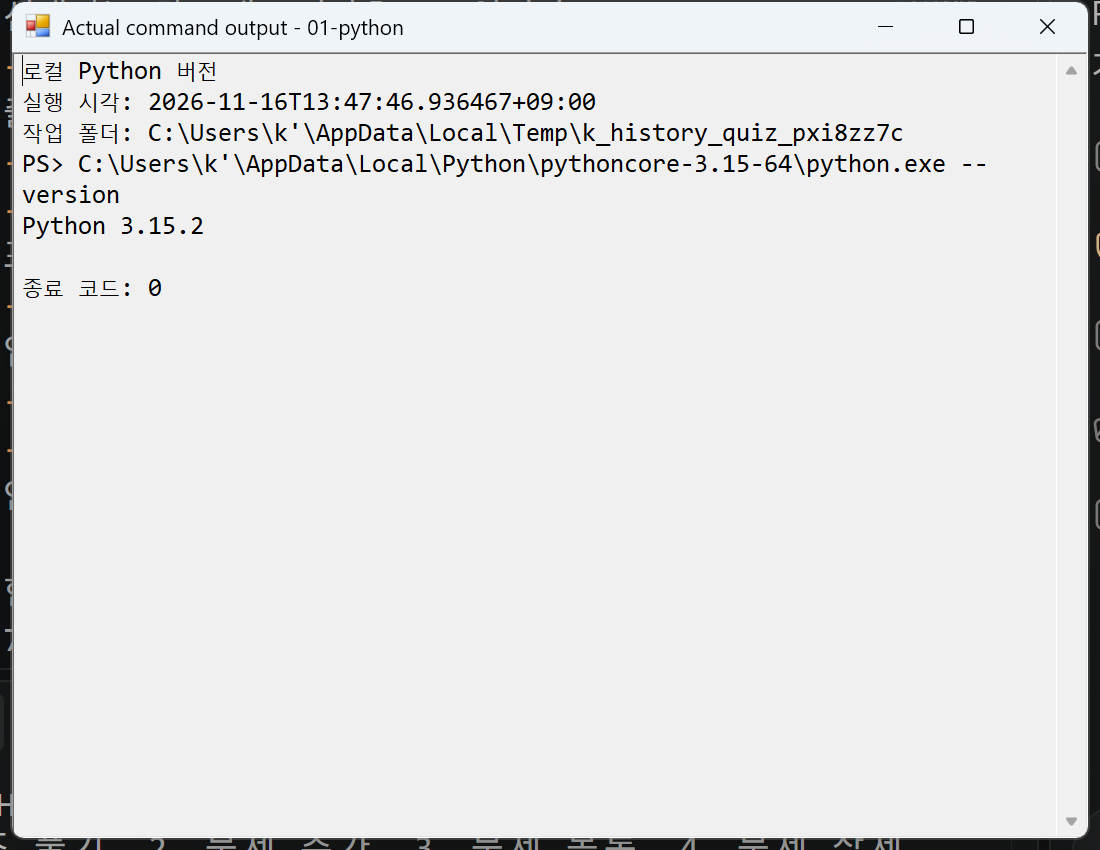 Actual command output - 01-python
로컬 Python 버전
실행 시각: 2026-11-16T13:47:46.936467+09:00
작업 폴더: C:\Users\k'\AppData\Local\Temp\k_history_quiz_pxi8zz7c
PS> C:\Users\k'\AppData\Local\Python\pythoncore-3.15-64\python.exe --
version
Python 3.15.2
종료 코드: 0